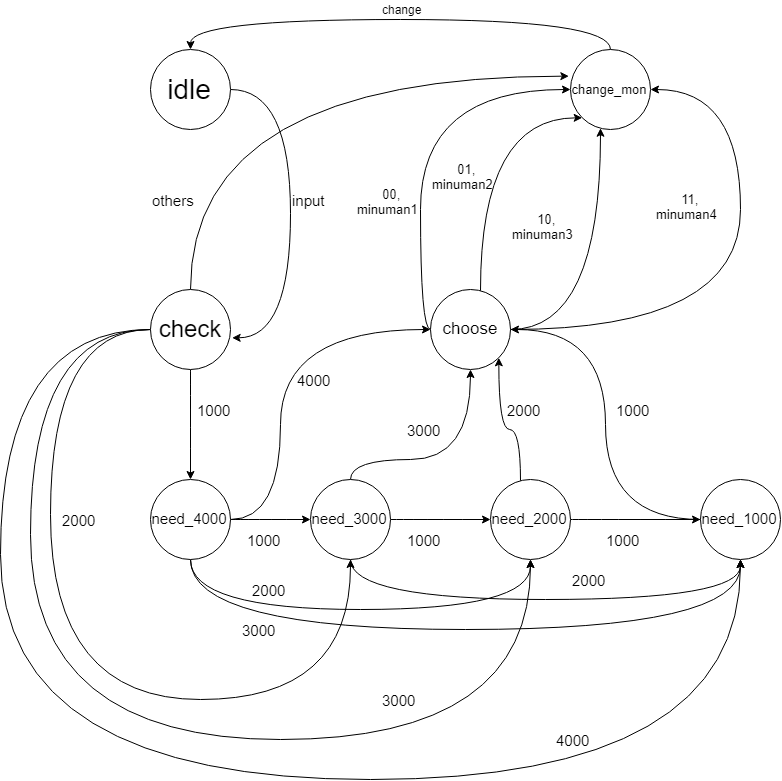 change
idle
change_mon
01,
minuman2
00,
minuman1
others
input
11,
minuman4
10,
minuman3
check
choose
4000
1000
2000
1000
3000
need_4000
need_3000
need_2000
need_1000
2000
1000
1000
1000
2000
2000
3000
3000
4000